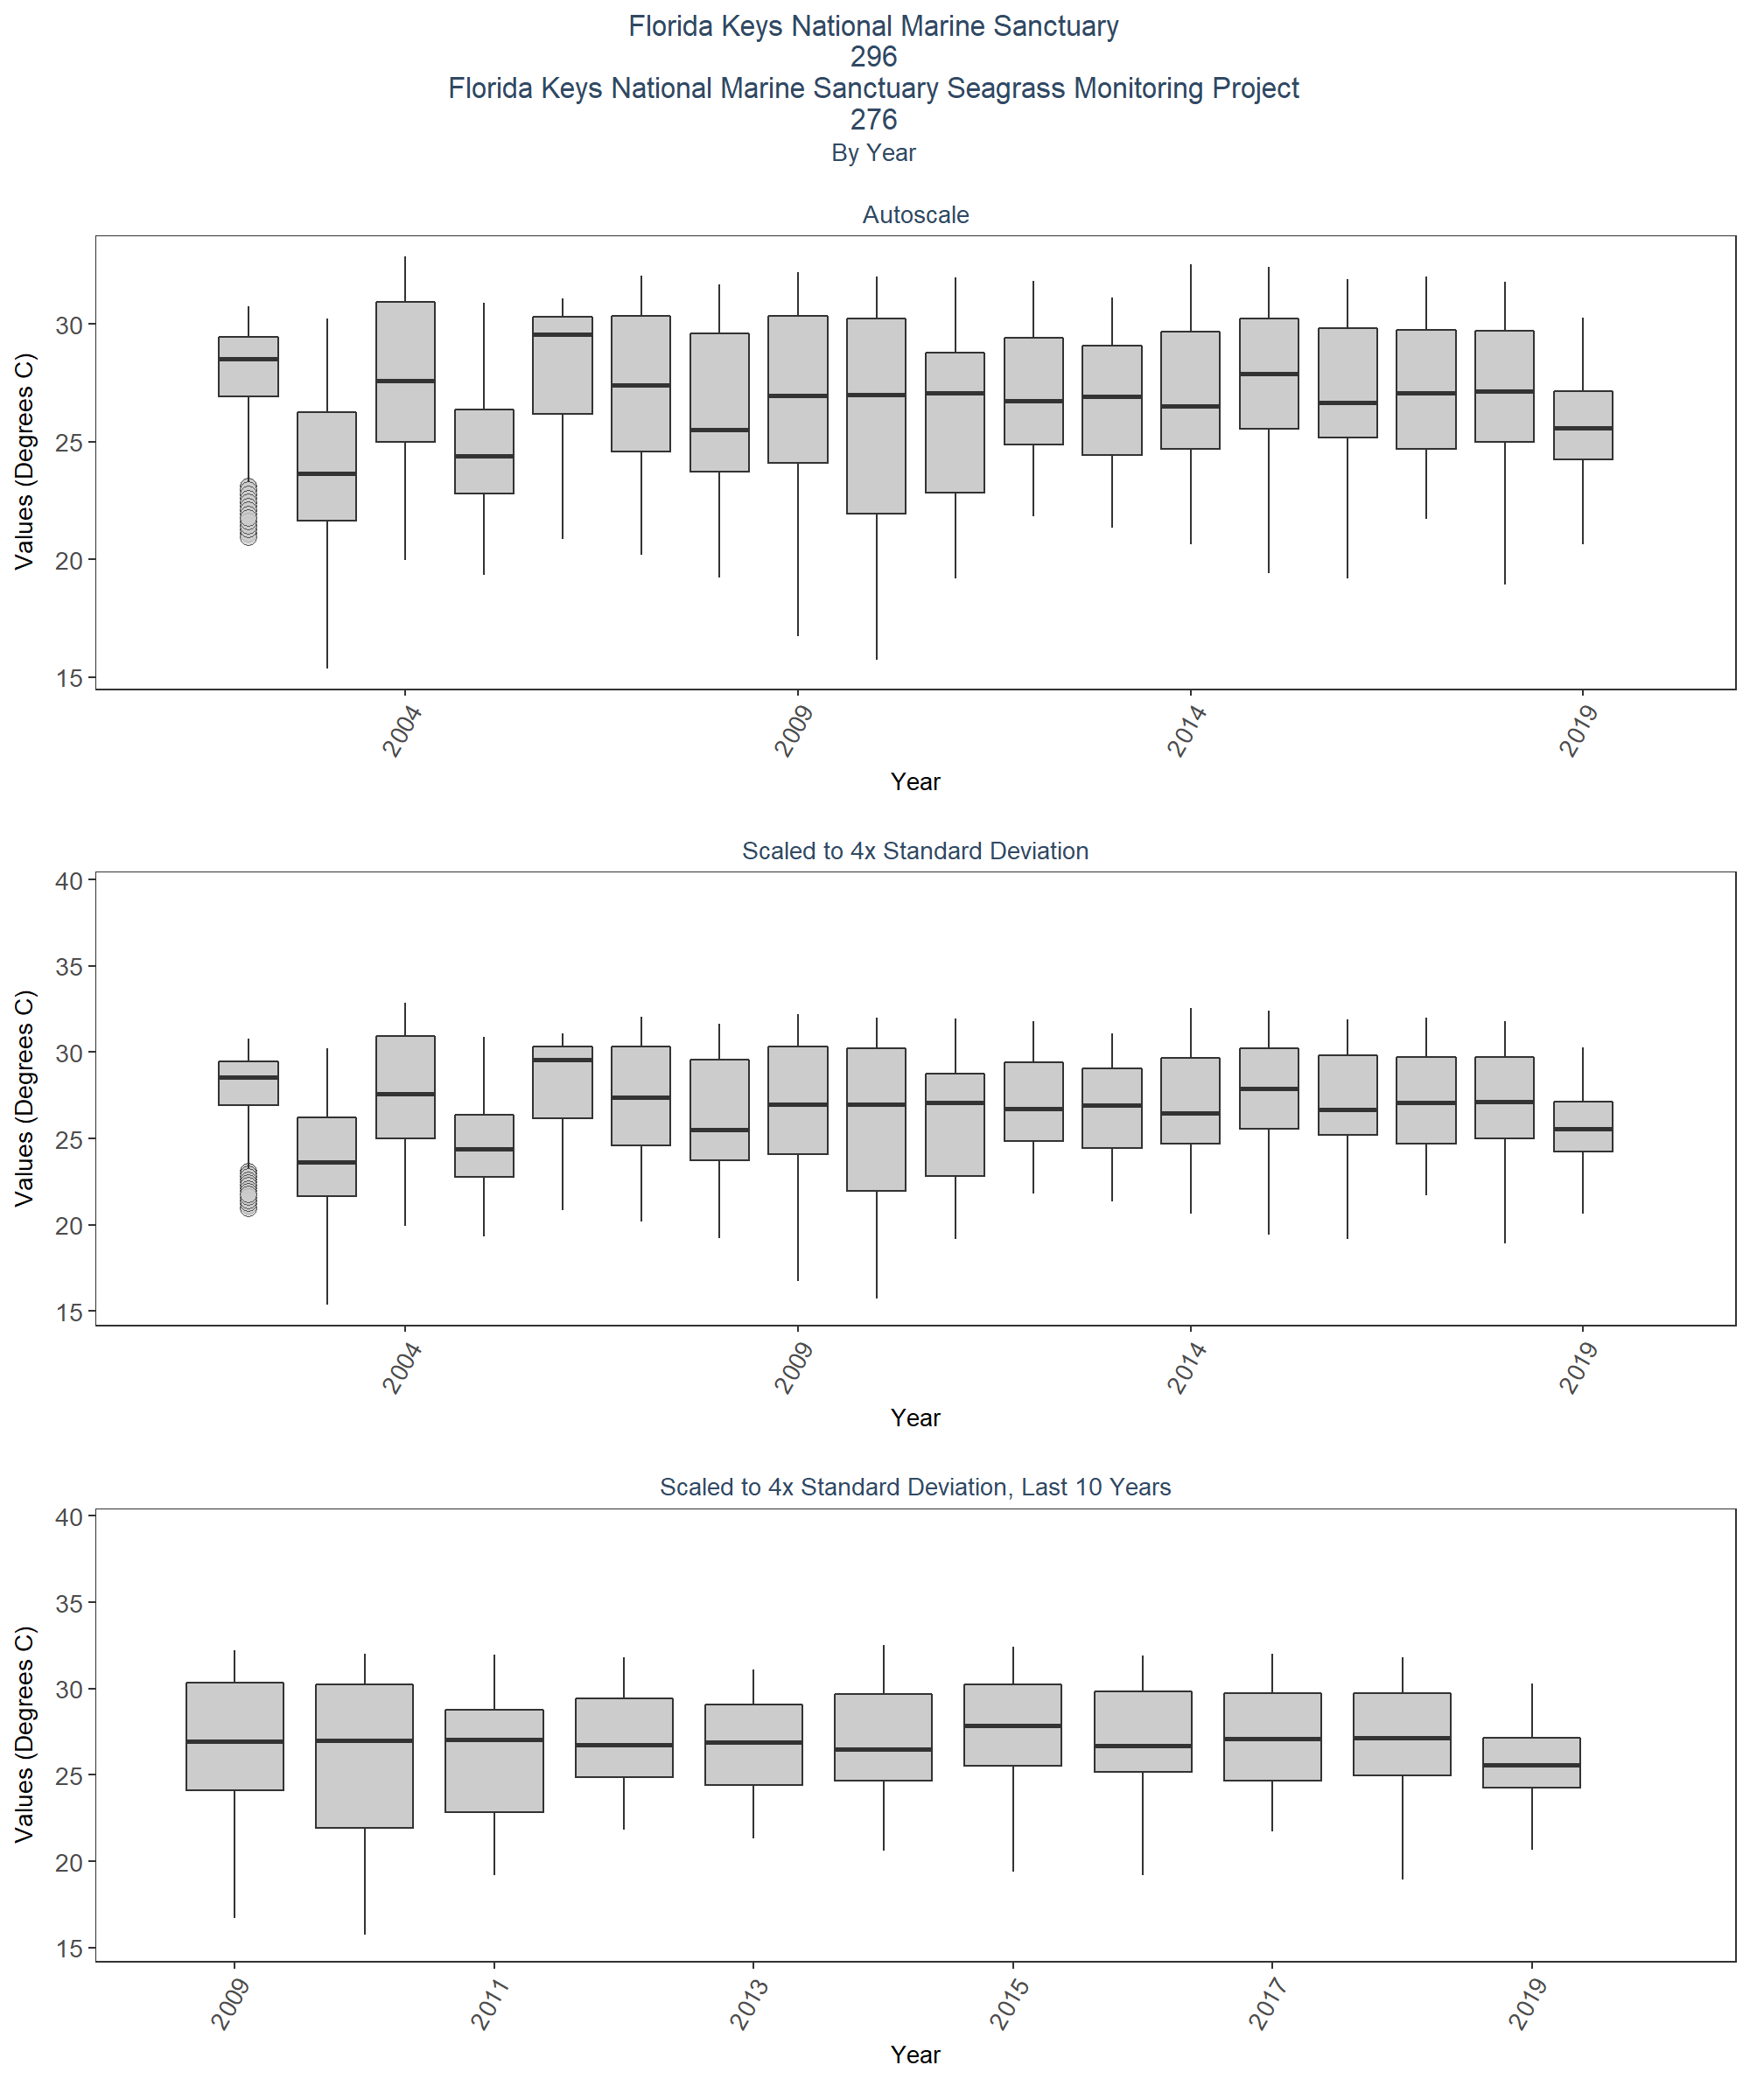 Florida Keys National Marine Sanctuary
296
Florida Keys National Marine Sanctuary Seagrass Monitoring Project
276
By Year
Autoscale
Values (Degrees C)
30
25
20
15
2004
2009
2014
2019
Year
Scaled to 4x Standard Deviation
Values (Degrees C)
40
35
30
25
20
15
2004
2009
2014
2019
Year
Scaled to 4x Standard Deviation, Last 10 Years
Values (Degrees C)
40
35
30
25
20
15
2009
2011
2013
2015
2017
2019
Year